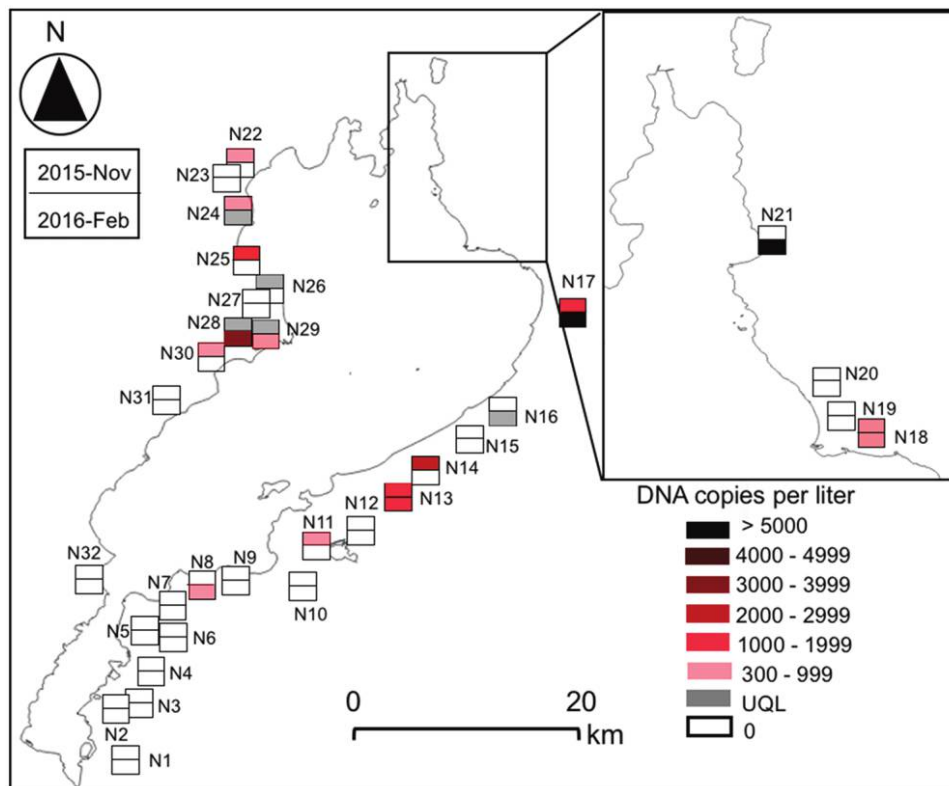 N
2015-Nov
2016-Feb
N22
N23
N24
N25
N26
N27
N28
N29
N30
N31
N32
N17
N16
N15
N14
N13
N12
N11
N10
N9
N8
N7
N6
N5
N4
N3
N2
N1
N21
N20
N19
N18
0 20
km
DNA copies per liter
> 5000
4000 - 4999
3000 - 3999
2000 - 2999
1000 - 1999
300 - 999
UQL
0